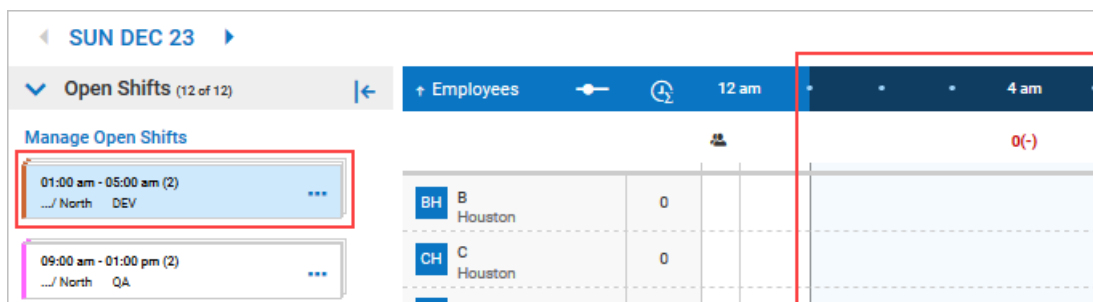 SUN DEC 23
Open Shifts (12 of 12)
Employees
12 am
4 am
Manage Open Shifts
0(-)
01:00 am - 05:00 am (2)
.../ North DEV
BH
B
Houston
0
09:00 am - 01:00 pm (2)
.../ North QA
CH
C
Houston
0